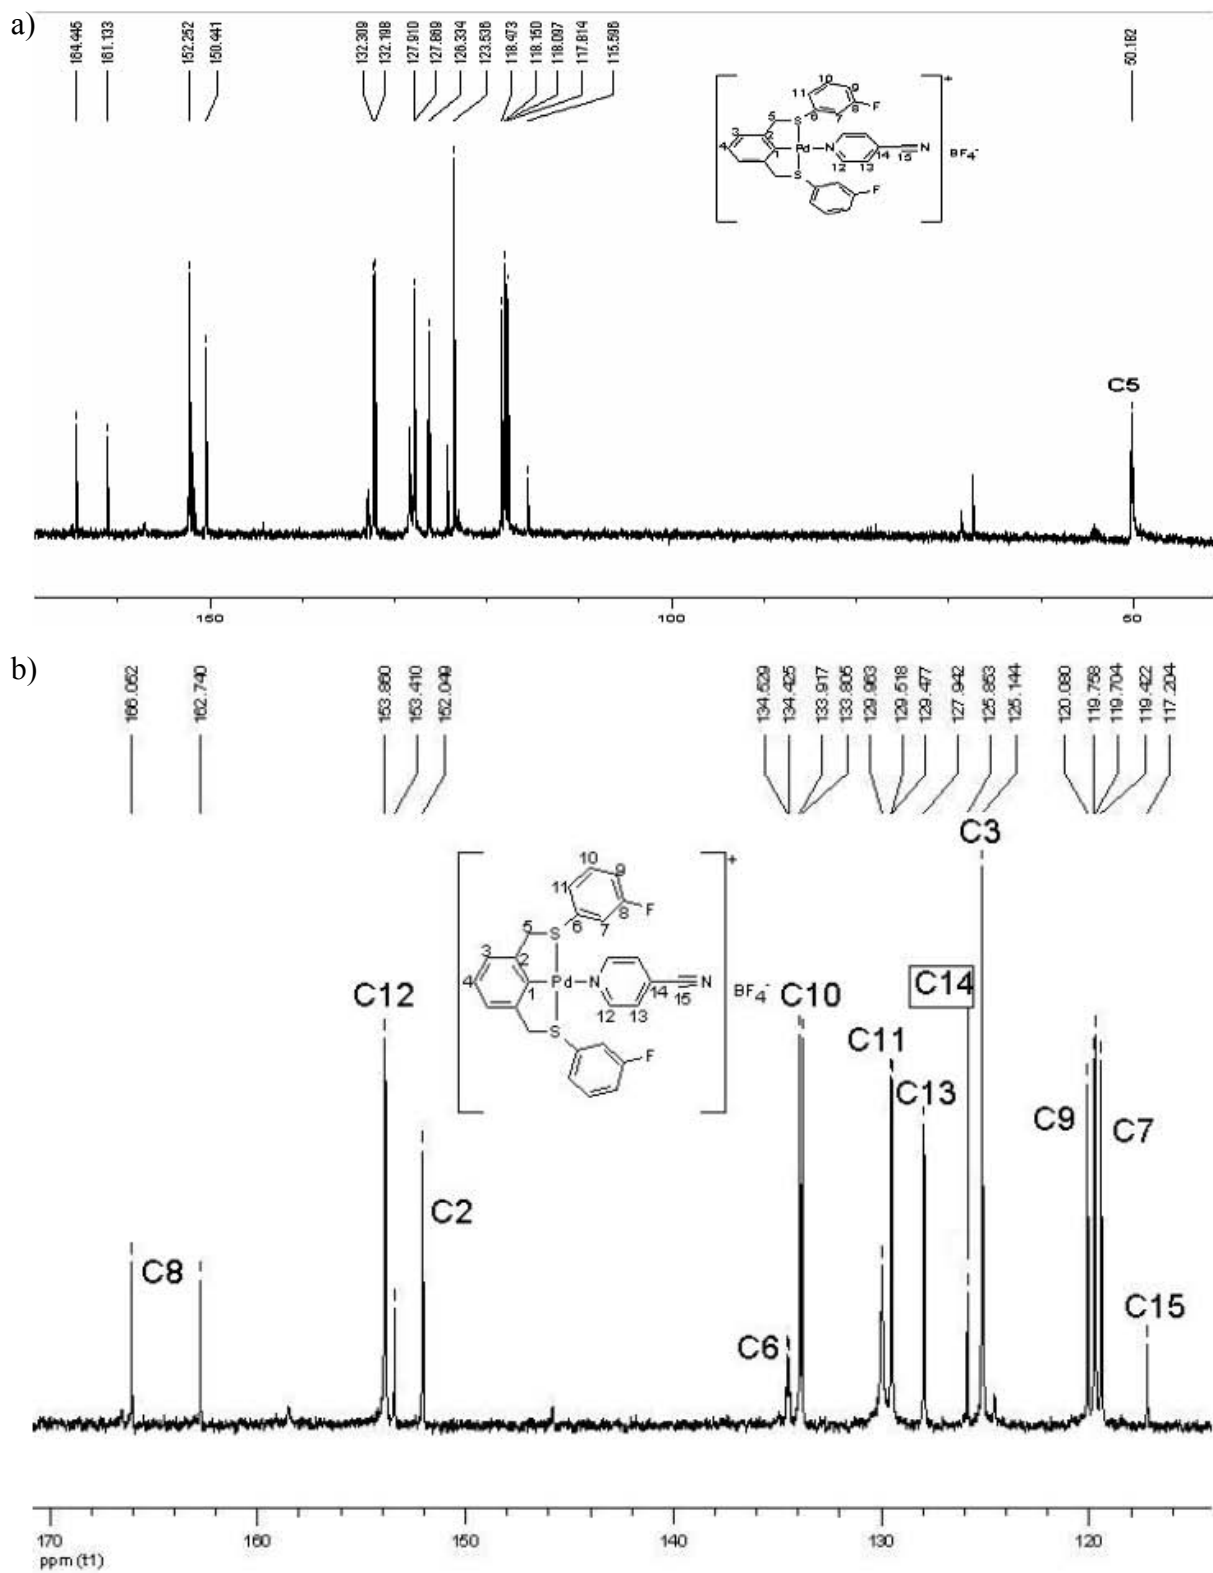 a)
164.445 161.133 152.252 150.441 132.309 132.198 127.910 127.869 126.334 123.536 118.473 118.150 118.097 117.814 115.596 50.182
10
11 9
F
8
6 7
5 S
3 2
4 1 Pd N 14 15 N
12 13
S
F
+
BF4-
C5
150 100 50
b)
166.052 162.740 153.860 153.410 152.049 134.529 134.425 133.917 133.805 129.963 129.518 129.477 127.942 125.853 125.144 120.080 119.758 119.704 119.422 117.204
C3
10
11 9
F
8
6 7
5 S
3 2
4 1 Pd N 14 15 N
12 13
S
F
+
BF4-
C12
C14
C10
C11
C13
C9
C7
C2
C8
C15
C6
170 160 150 140 130 120
ppm (t1)